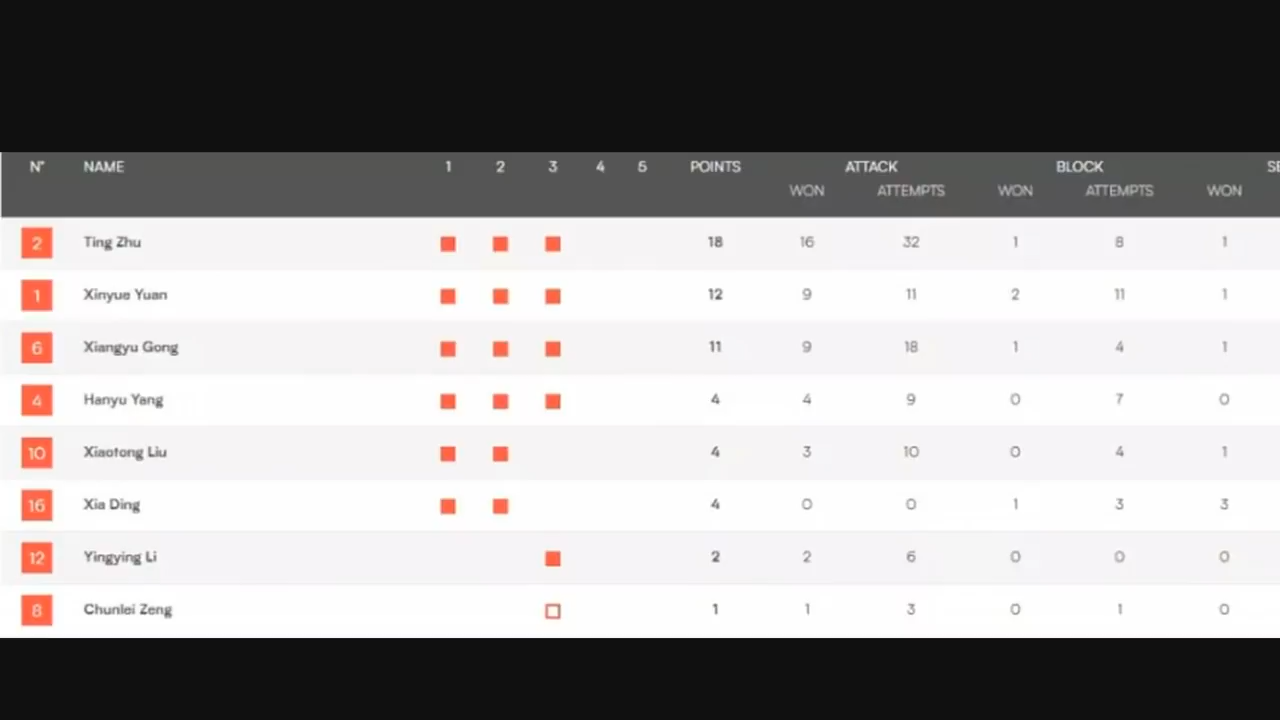 N° NAME 1 2 3 4 5 POINTS ATTACK BLOCK SE
WON ATTEMPTS WON ATTEMPTS WON
2 Ting Zhu 18 16 32 1 8 1
1 Xinyue Yuan 12 9 11 2 11 1
6 Xiangyu Gong 11 9 18 1 4 1
4 Hanyu Yang 4 4 9 0 7 0
10 Xiaotong Liu 4 3 10 0 4 1
16 Xia Ding 4 0 0 1 3 3
12 Yingying Li 2 2 6 0 0 0
8 Chunlei Zeng 1 1 3 0 1 0